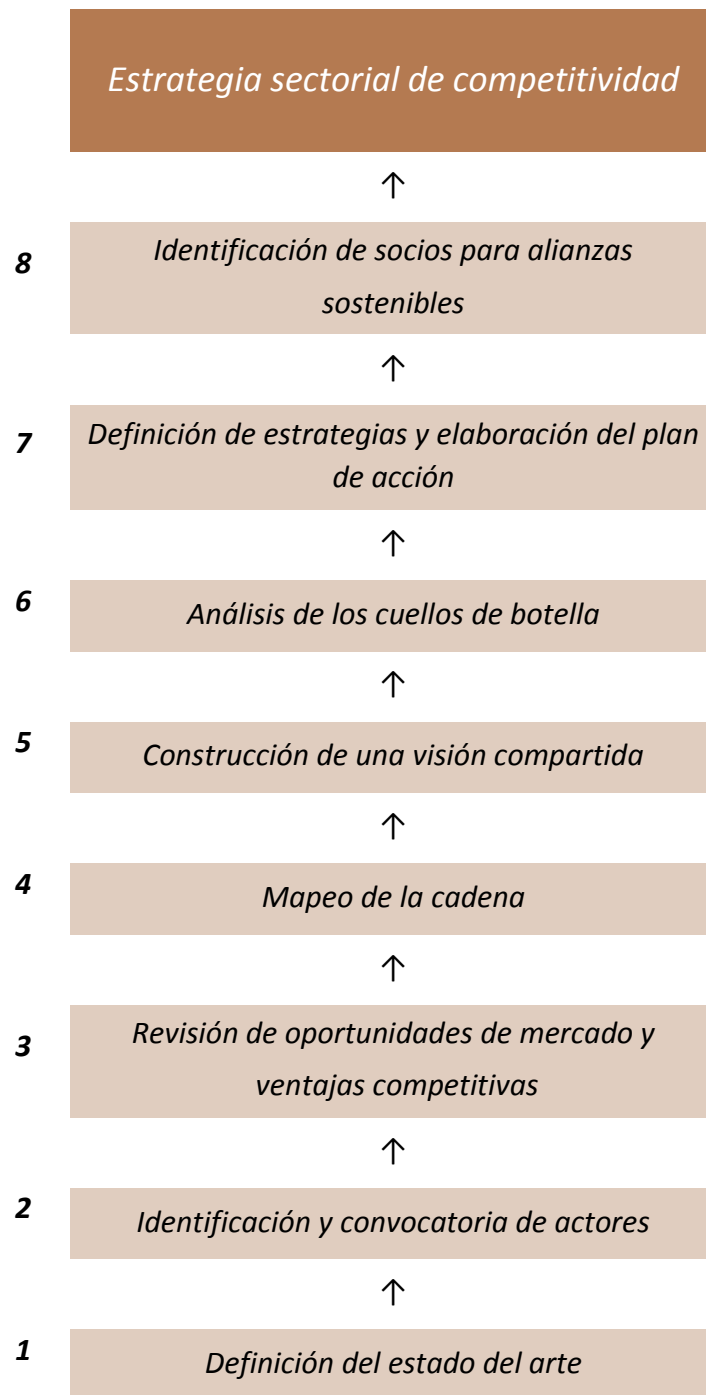 Estrategia sectorial de competitividad
↑
8
Identificación de socios para alianzas
sostenibles
↑
7
Definición de estrategias y elaboración del plan
de acción
↑
6
Análisis de los cuellos de botella
↑
5
Construcción de una visión compartida
↑
4
Mapeo de la cadena
↑
3
Revisión de oportunidades de mercado y
ventajas competitivas
↑
2
Identificación y convocatoria de actores
↑
1
Definición del estado del arte